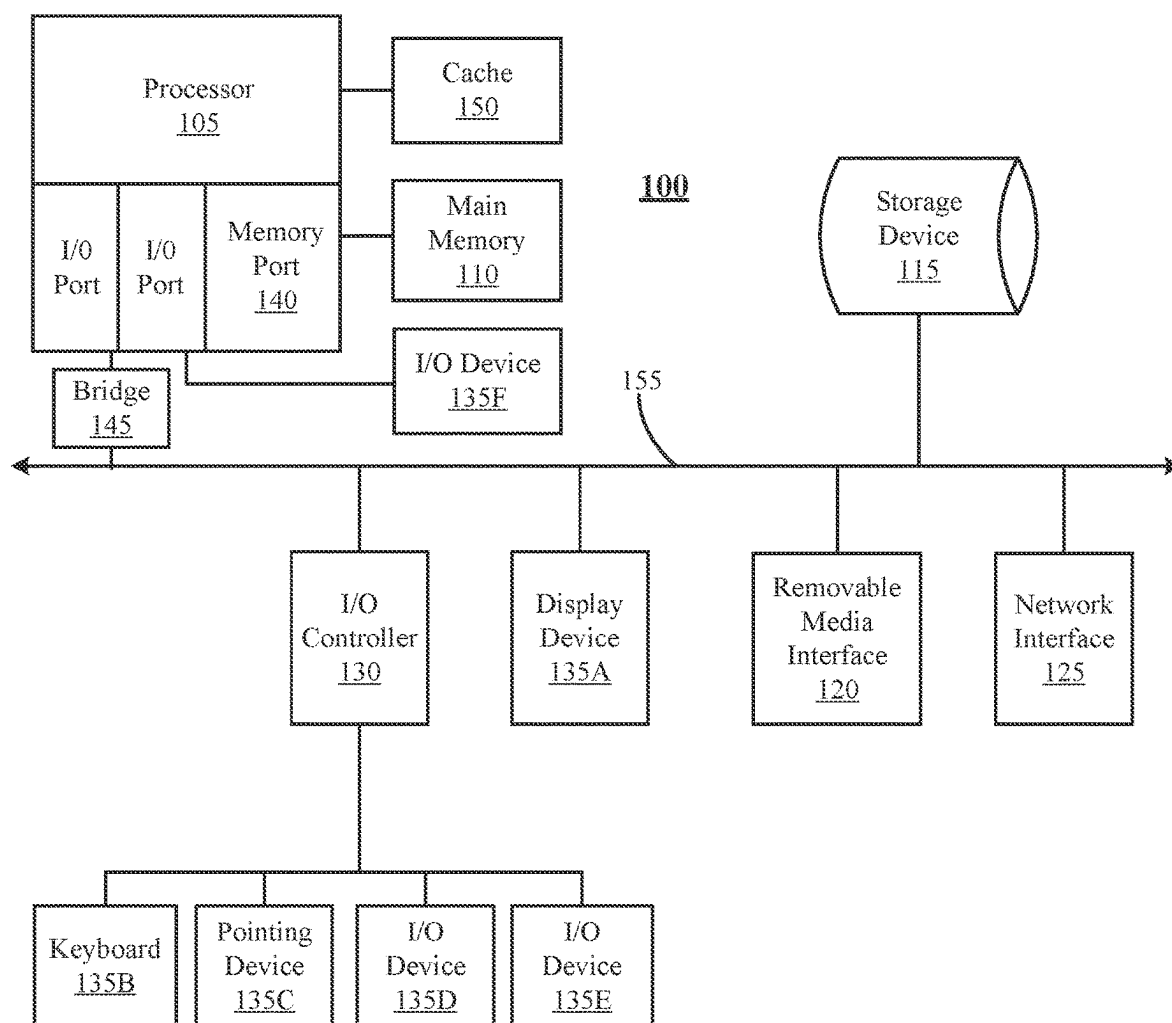 Processor
105
Cache
150
100
I/0
Port
I/0
Port
Memory
Port
140
Main
Memory
110
Storage
Device
115
I/O Device
135F
Bridge
145
155
I/O
Controller
130
Display
Device
135A
Removable
Media
Interface
120
Network
Interface
125
Keyboard
135B
Pointing
Device
135C
I/O
Device
135D
I/O
Device
135E